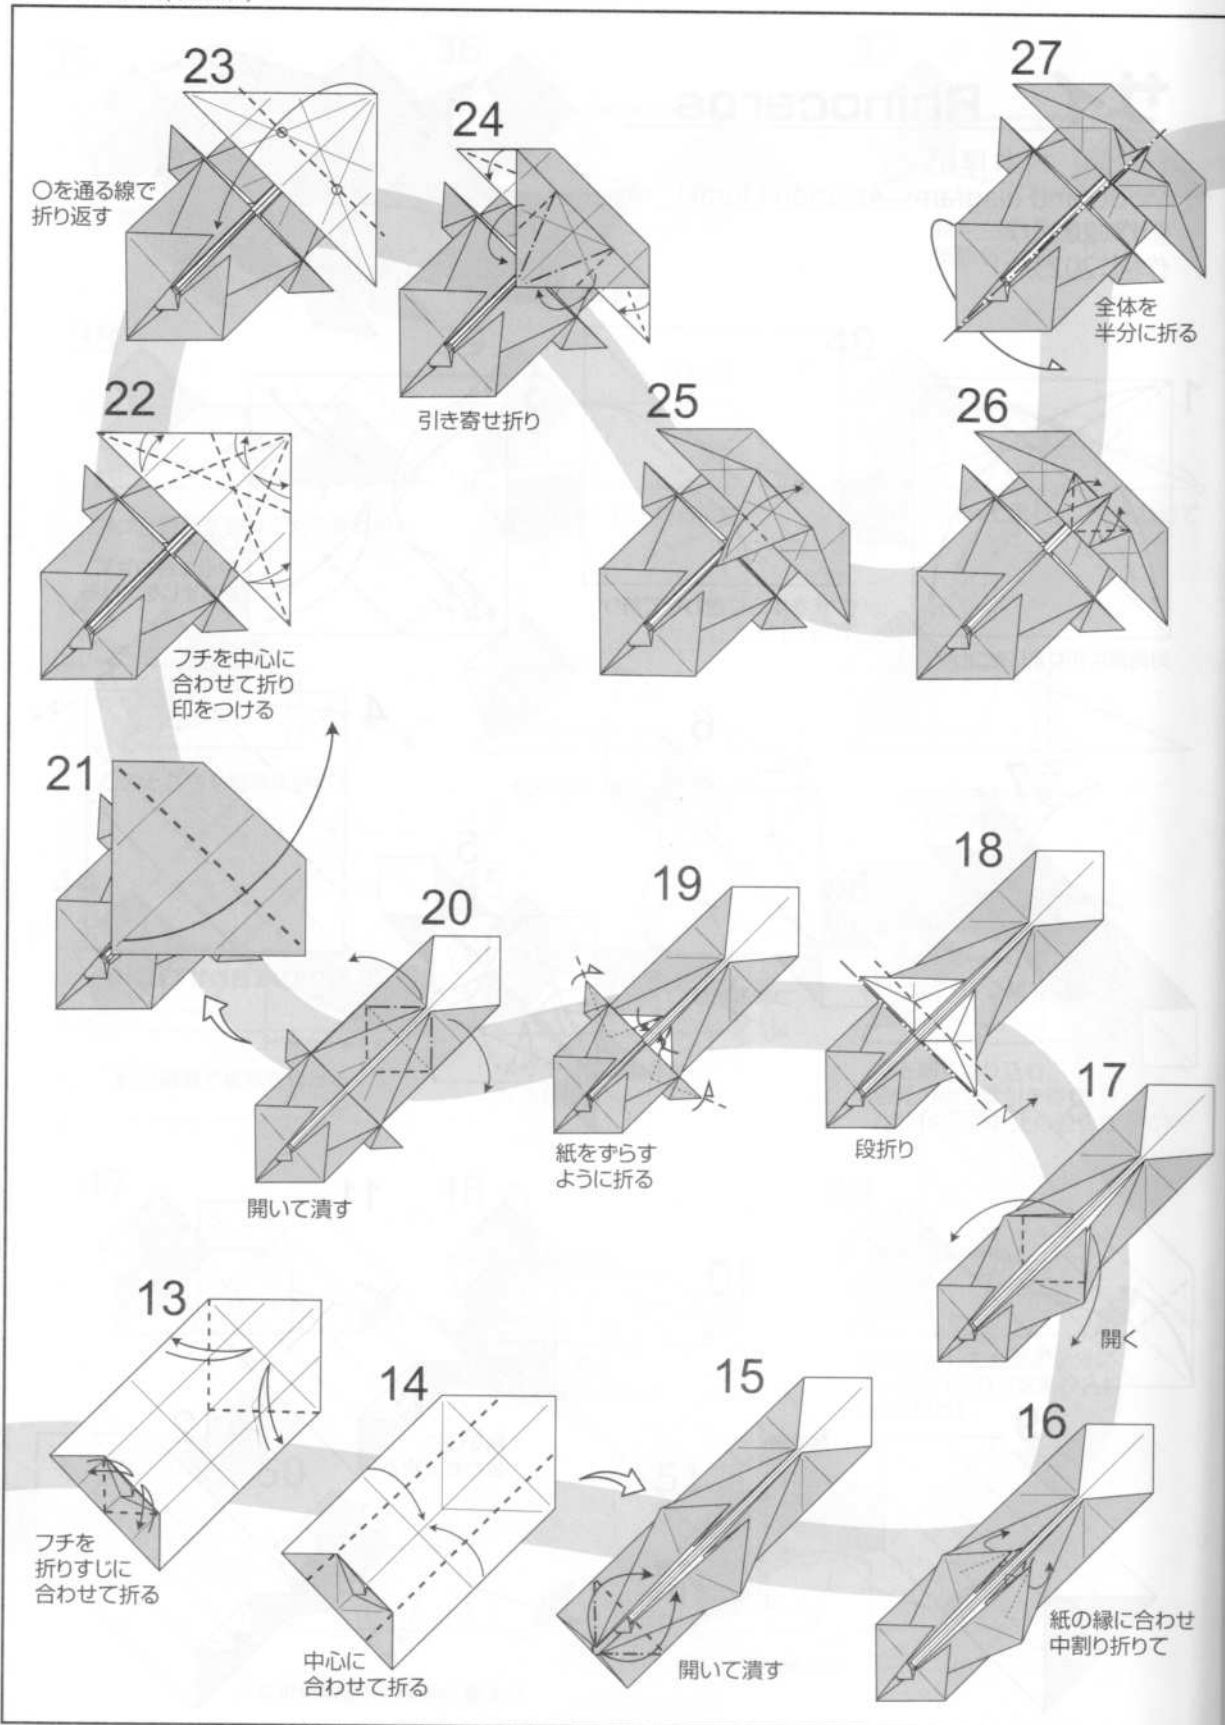 23
24
27
〇を通る線で
折り返す
全体を
半分に折る
22
引き寄せ折り
25
26
フチを中心に
合わせて折り
印をつける
21
20
19
18
17
紙をずらす
ように折る
段折り
開いて潰す
開く
13
14
15
16
フチを
折りすじに
合わせて折る
中心に
合わせて折る
開いて潰す
紙の縁に合わせ
中割り折りて